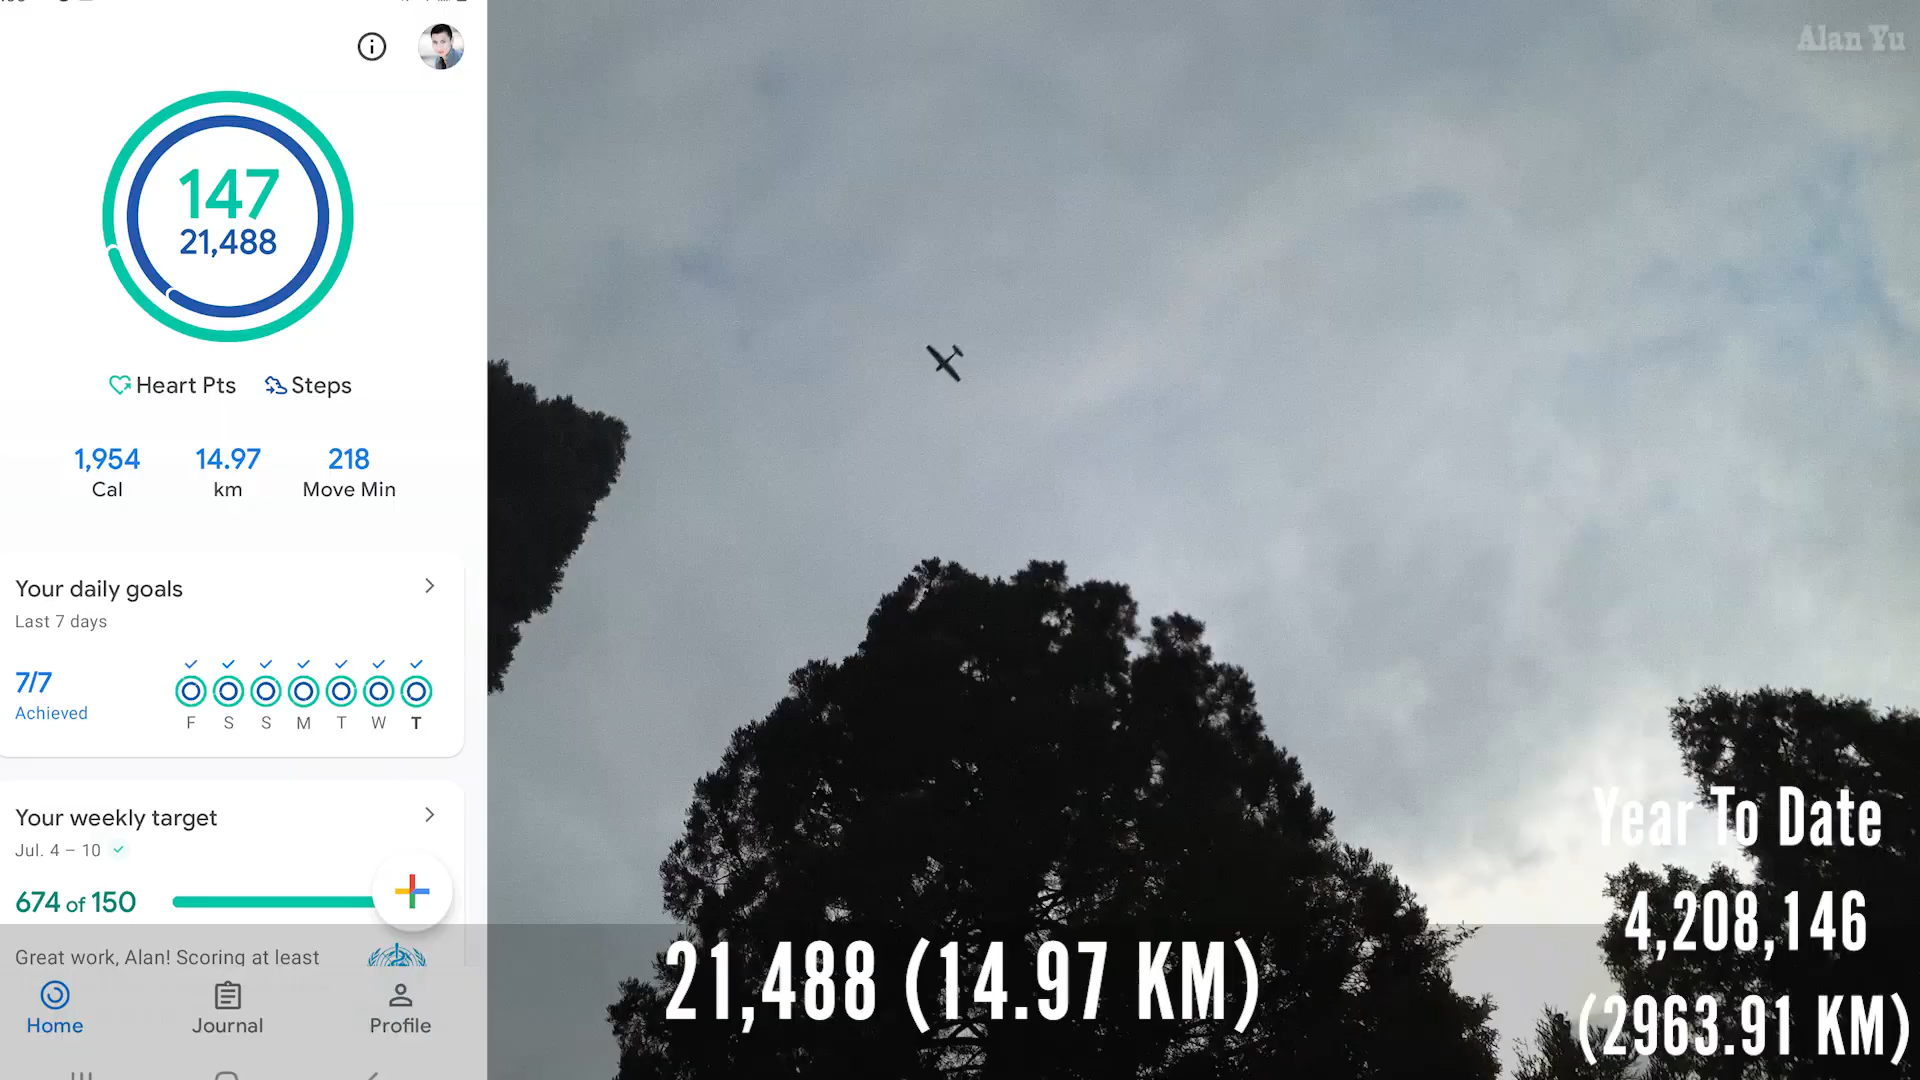 Alan Yu
147
21,488
Heart Pts Steps
1,954 14.97 218
Cal km Move Min
Your daily goals
Last 7 days
7/7
Achieved
F S S M T W T
Your weekly target
Jul. 4 – 10
674 of 150
Great work, Alan! Scoring at least
Home Journal Profile
21,488 (14.97 KM)
Year To Date
4,208,146
(2963.91 KM)